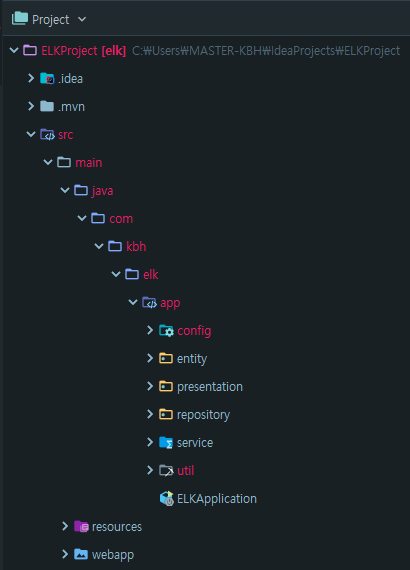 Project
ELKProject [elk] C:₩Users₩MASTER-KBH₩IdeaProjects₩ELKProject
.idea
.mvn
src
main
java
com
kbh
elk
app
config
entity
presentation
repository
service
util
ELKApplication
resources
webapp